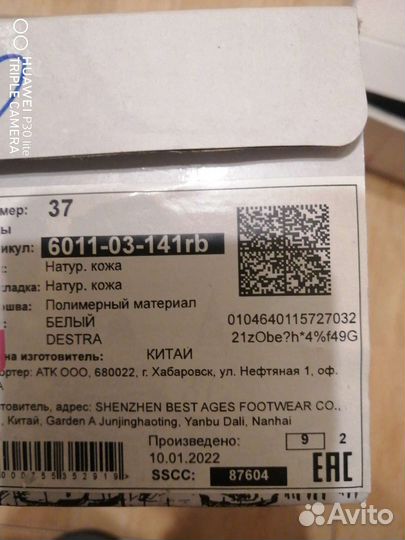 HUAWEI P30 lite
TRIPLE CAMERA
мер: 37
ы
икул: 6011-03-141rb
: Натур. кожа
кладка: Натур. кожа
ошва: Полимерный материал
БЕЛЫЙ
0104640115727032
DESTRA
21zObe?h*4%f49G
на изготовитель: КИТАЙ
ортер: АТК ООО, 680022, г. Хабаровск, ул. Нефтяная 1, оф.
А
отовитель, адрес: SHENZHEN BEST AGES FOOTWEAR CO.,
, Китай, Garden A Junjinghaoting, Yanbu Dali, Nanhai
Произведено: 9 2
10.01.2022
SSCC: 87604
EAC
000755352919
Avito